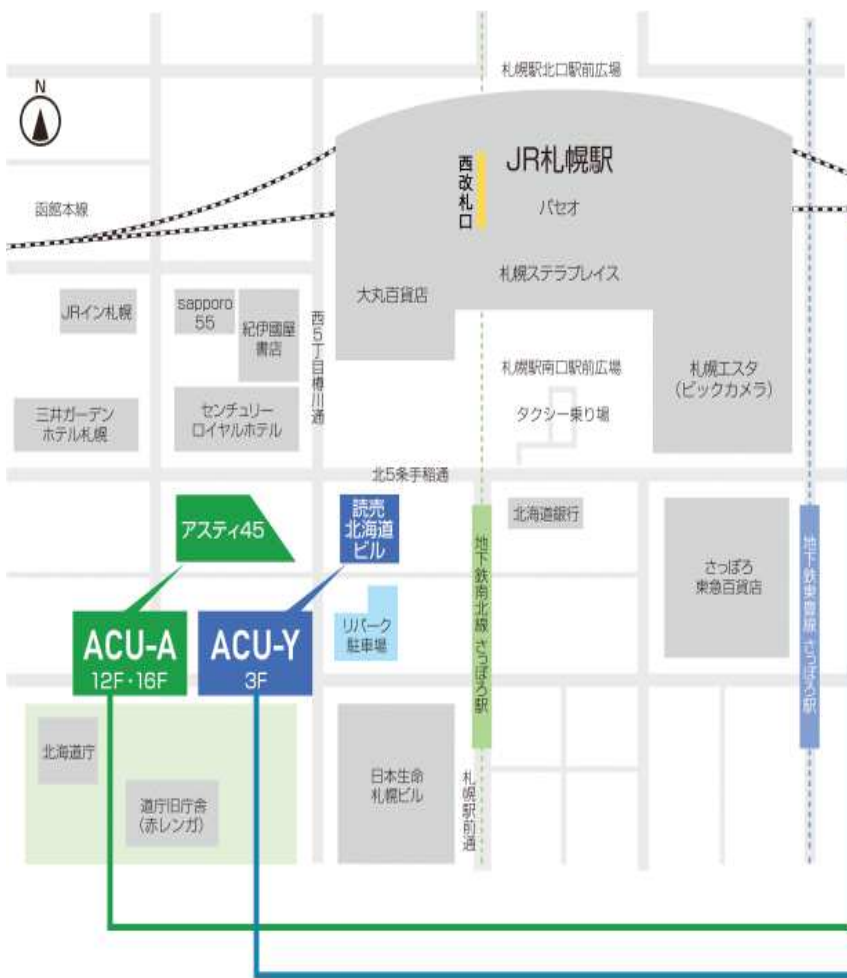 札幌駅北口駅前広場
N
JR札幌駅
西改札口
パセオ
函館本線
札幌ステラプレイス
大丸百貨店
JRイン札幌
sapporo
55
紀伊國屋
書店
西5丁目樽川通
札幌駅南口駅前広場
札幌エスタ
(ビックカメラ)
タクシー乗り場
三井ガーデン
ホテル札幌
センチュリー
ロイヤルホテル
北5条手稲通
アスティ45
読売
北海道
ビル
北海道銀行
地下鉄南北線 さっぽろ駅
さっぽろ
東急百貨店
地下鉄東豊線 さっぽろ駅
ACU-A
12F・16F
ACU-Y
3F
リパーク
駐車場
北海道庁
道庁旧庁舎
(赤レンガ)
日本生命
札幌ビル
札幌駅前通